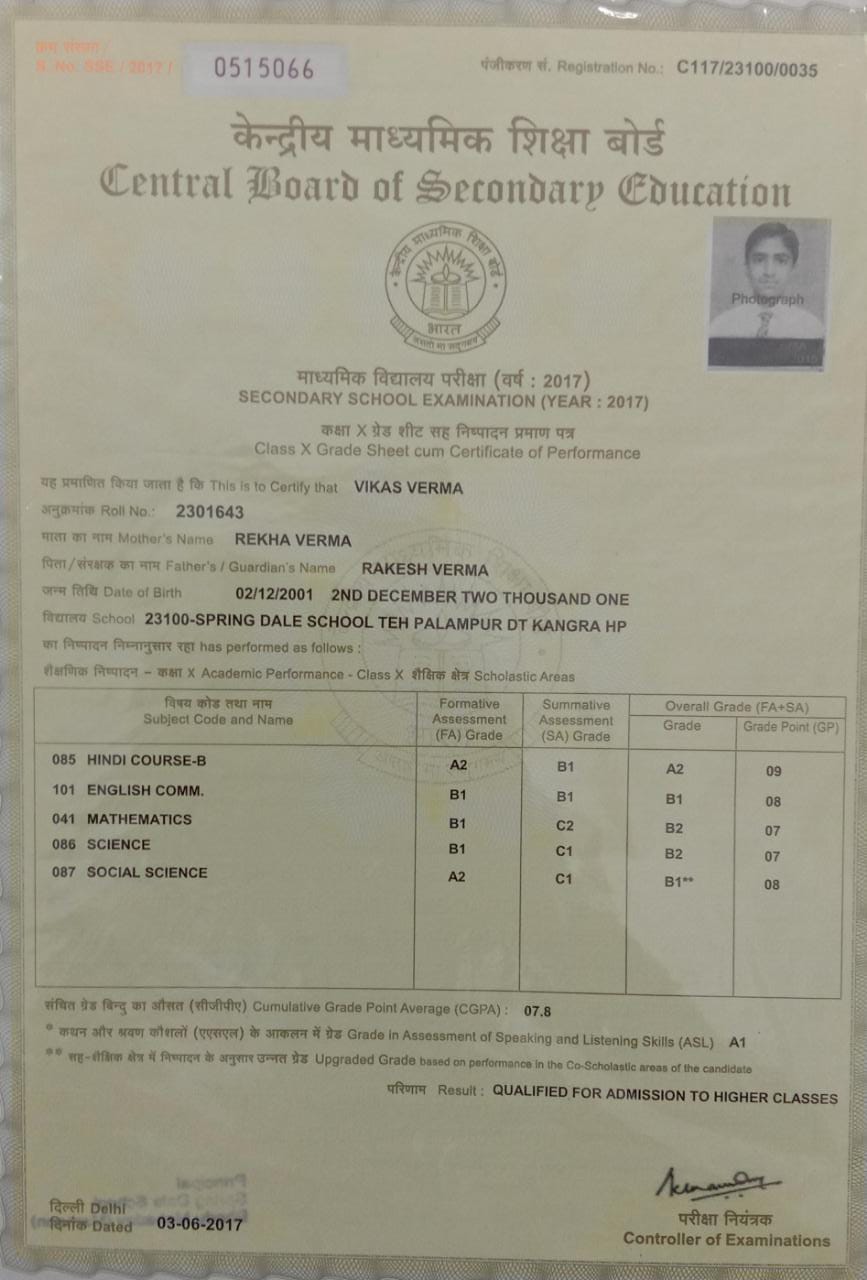 क्रम संख्या /
S. No. SSE / 2017 / 0515066
पंजीकरण सं. Registration No.: C117/23100/0035
केन्द्रीय माध्यमिक शिक्षा बोर्ड
Central Board of Secondary Education
केन्द्रीय माध्यमिक शिक्षा बोर्ड
भारत
असतो मा सद्गमय
Photograph
माध्यमिक विद्यालय परीक्षा (वर्ष : 2017)
SECONDARY SCHOOL EXAMINATION (YEAR : 2017)
कक्षा X ग्रेड शीट सह निष्पादन प्रमाण पत्र
Class X Grade Sheet cum Certificate of Performance
यह प्रमाणित किया जाता है कि This is to Certify that VIKAS VERMA
अनुक्रमांक Roll No.: 2301643
माता का नाम Mother's Name REKHA VERMA
पिता/संरक्षक का नाम Father's / Guardian's Name RAKESH VERMA
जन्म तिथि Date of Birth 02/12/2001 2ND DECEMBER TWO THOUSAND ONE
विद्यालय School 23100-SPRING DALE SCHOOL TEH PALAMPUR DT KANGRA HP
का निष्पादन निम्नानुसार रहा has performed as follows :
शैक्षणिक निष्पादन – कक्षा X Academic Performance - Class X शैक्षिक क्षेत्र Scholastic Areas
विषय कोड तथा नाम
Subject Code and Name
Formative
Assessment
(FA) Grade
Summative
Assessment
(SA) Grade
Overall Grade (FA+SA)
Grade Grade Point (GP)
085 HINDI COURSE-B A2 B1 A2 09
101 ENGLISH COMM. B1 B1 B1 08
041 MATHEMATICS B1 C2 B2 07
086 SCIENCE B1 C1 B2 07
087 SOCIAL SCIENCE A2 C1 B1** 08
संचित ग्रेड बिन्दु का औसत (सीजीपीए) Cumulative Grade Point Average (CGPA) : 07.8
* कथन और श्रवण कौशलों (एएसएल) के आकलन में ग्रेड Grade in Assessment of Speaking and Listening Skills (ASL) A1
** सह-शैक्षिक क्षेत्र में निष्पादन के अनुसार उन्नत ग्रेड Upgraded Grade based on performance in the Co-Scholastic areas of the candidate
परिणाम Result : QUALIFIED FOR ADMISSION TO HIGHER CLASSES
दिल्ली Delhi
दिनांक Dated 03-06-2017
परीक्षा नियंत्रक
Controller of Examinations